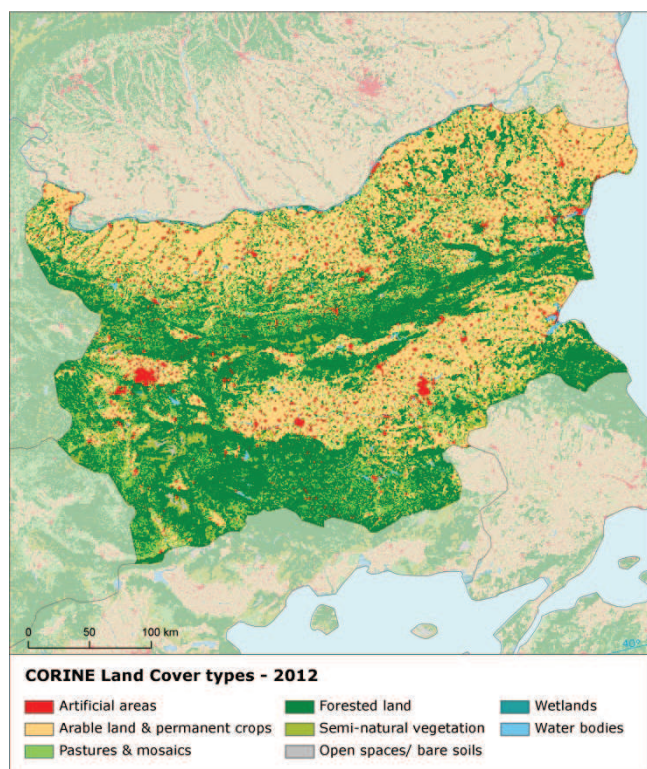 0 50 100 km
403
CORINE Land Cover types - 2012
Artificial areas
Forested land
Wetlands
Arable land & permanent crops
Semi-natural vegetation
Water bodies
Pastures & mosaics
Open spaces/ bare soils